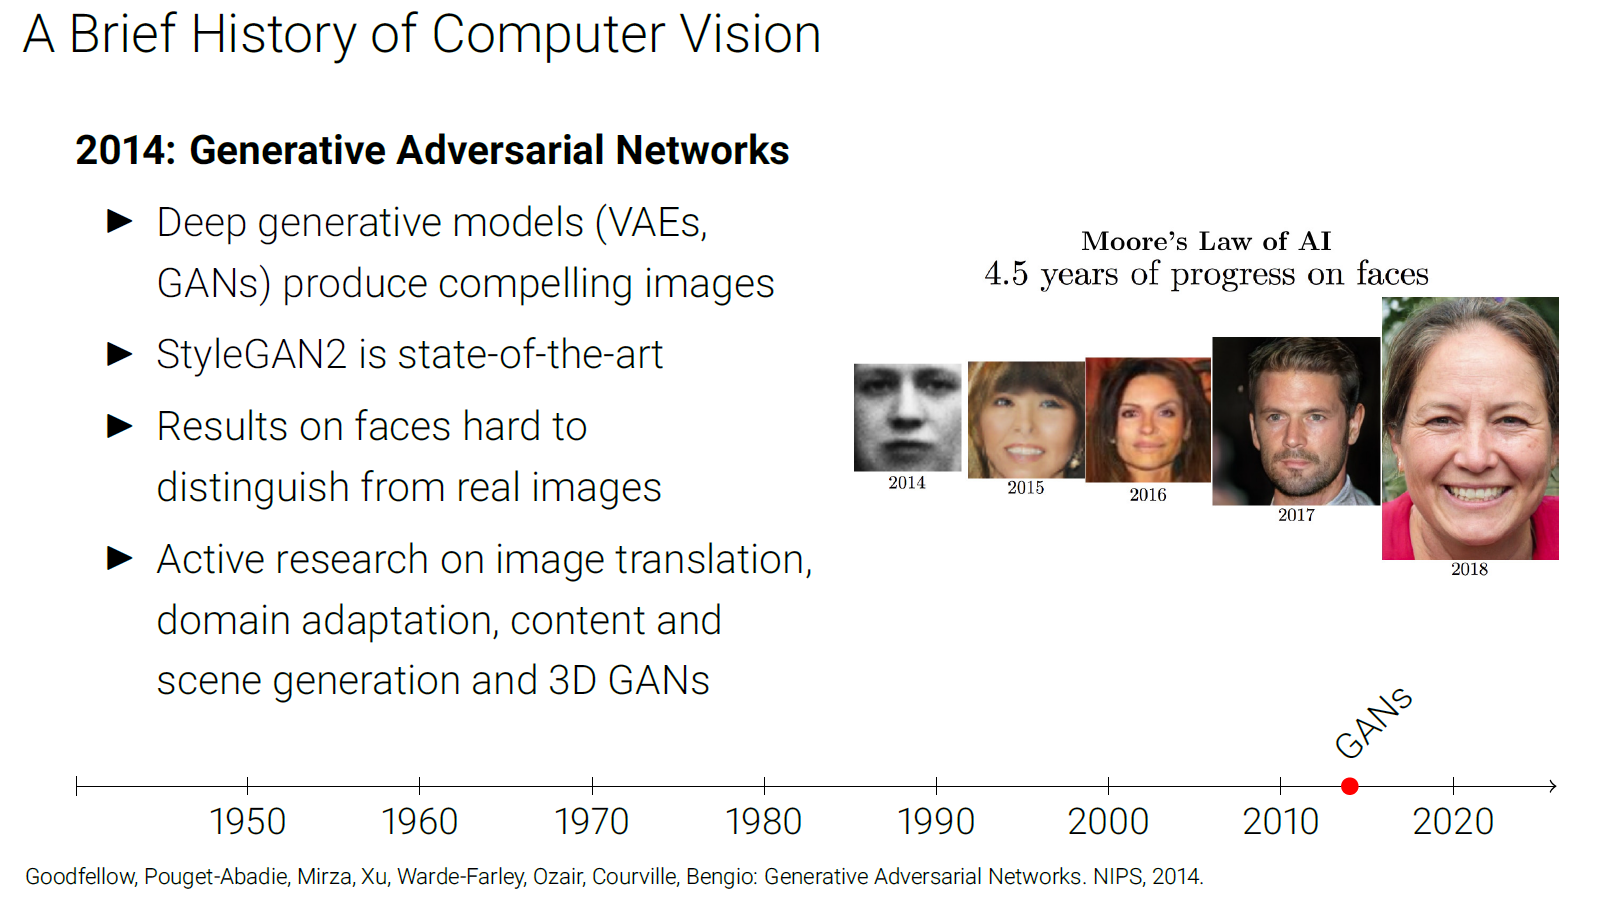 A Brief History of Computer Vision
2014: Generative Adversarial Networks
► Deep generative models (VAEs,
GANs) produce compelling images
► StyleGAN2 is state-of-the-art
► Results on faces hard to
distinguish from real images
► Active research on image translation,
domain adaptation, content and
scene generation and 3D GANs
Moore's Law of AI
4.5 years of progress on faces
2014
2015
2016
2017
2018
GANs
1950 1960 1970 1980 1990 2000 2010 2020
Goodfellow, Pouget-Abadie, Mirza, Xu, Warde-Farley, Ozair, Courville, Bengio: Generative Adversarial Networks. NIPS, 2014.